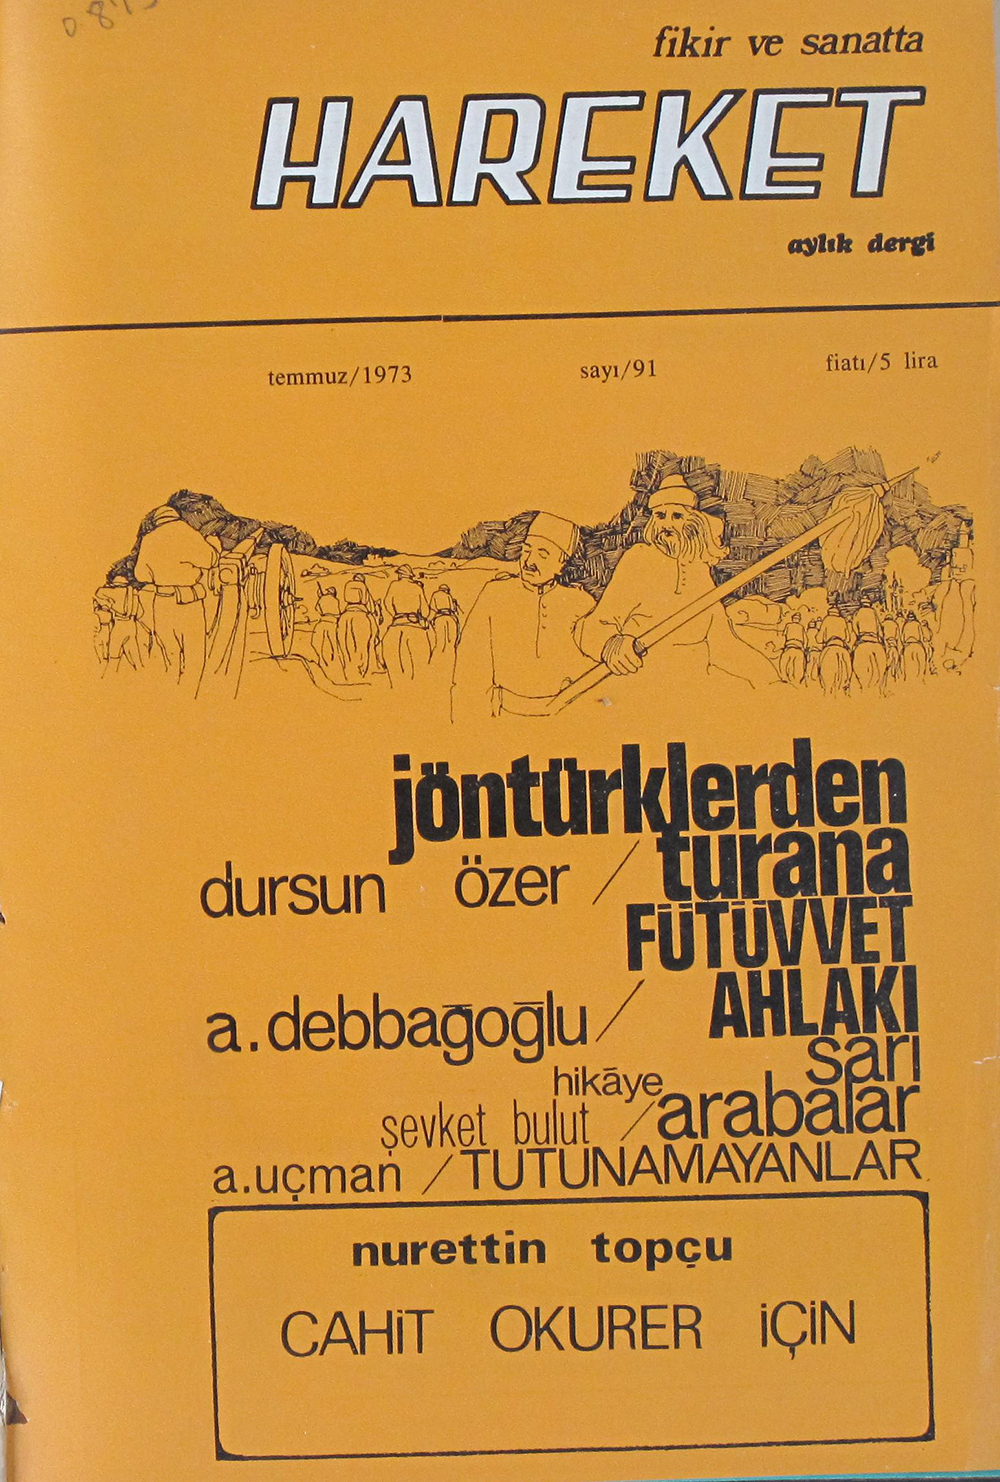 fikir ve sanatta
HAREKET
aylık dergi
temmuz/1973 sayı/91 fiatı/5 lira
jöntürklerden
dursun özer / turana
FÜTÜVVET
a.debbağoğlu / AHLAKI
sarı
hikāye
şevket bulut / arabalar
a.uçman / TUTUNAMAYANLAR
nurettin topçu
CAHİT OKURER İÇİN